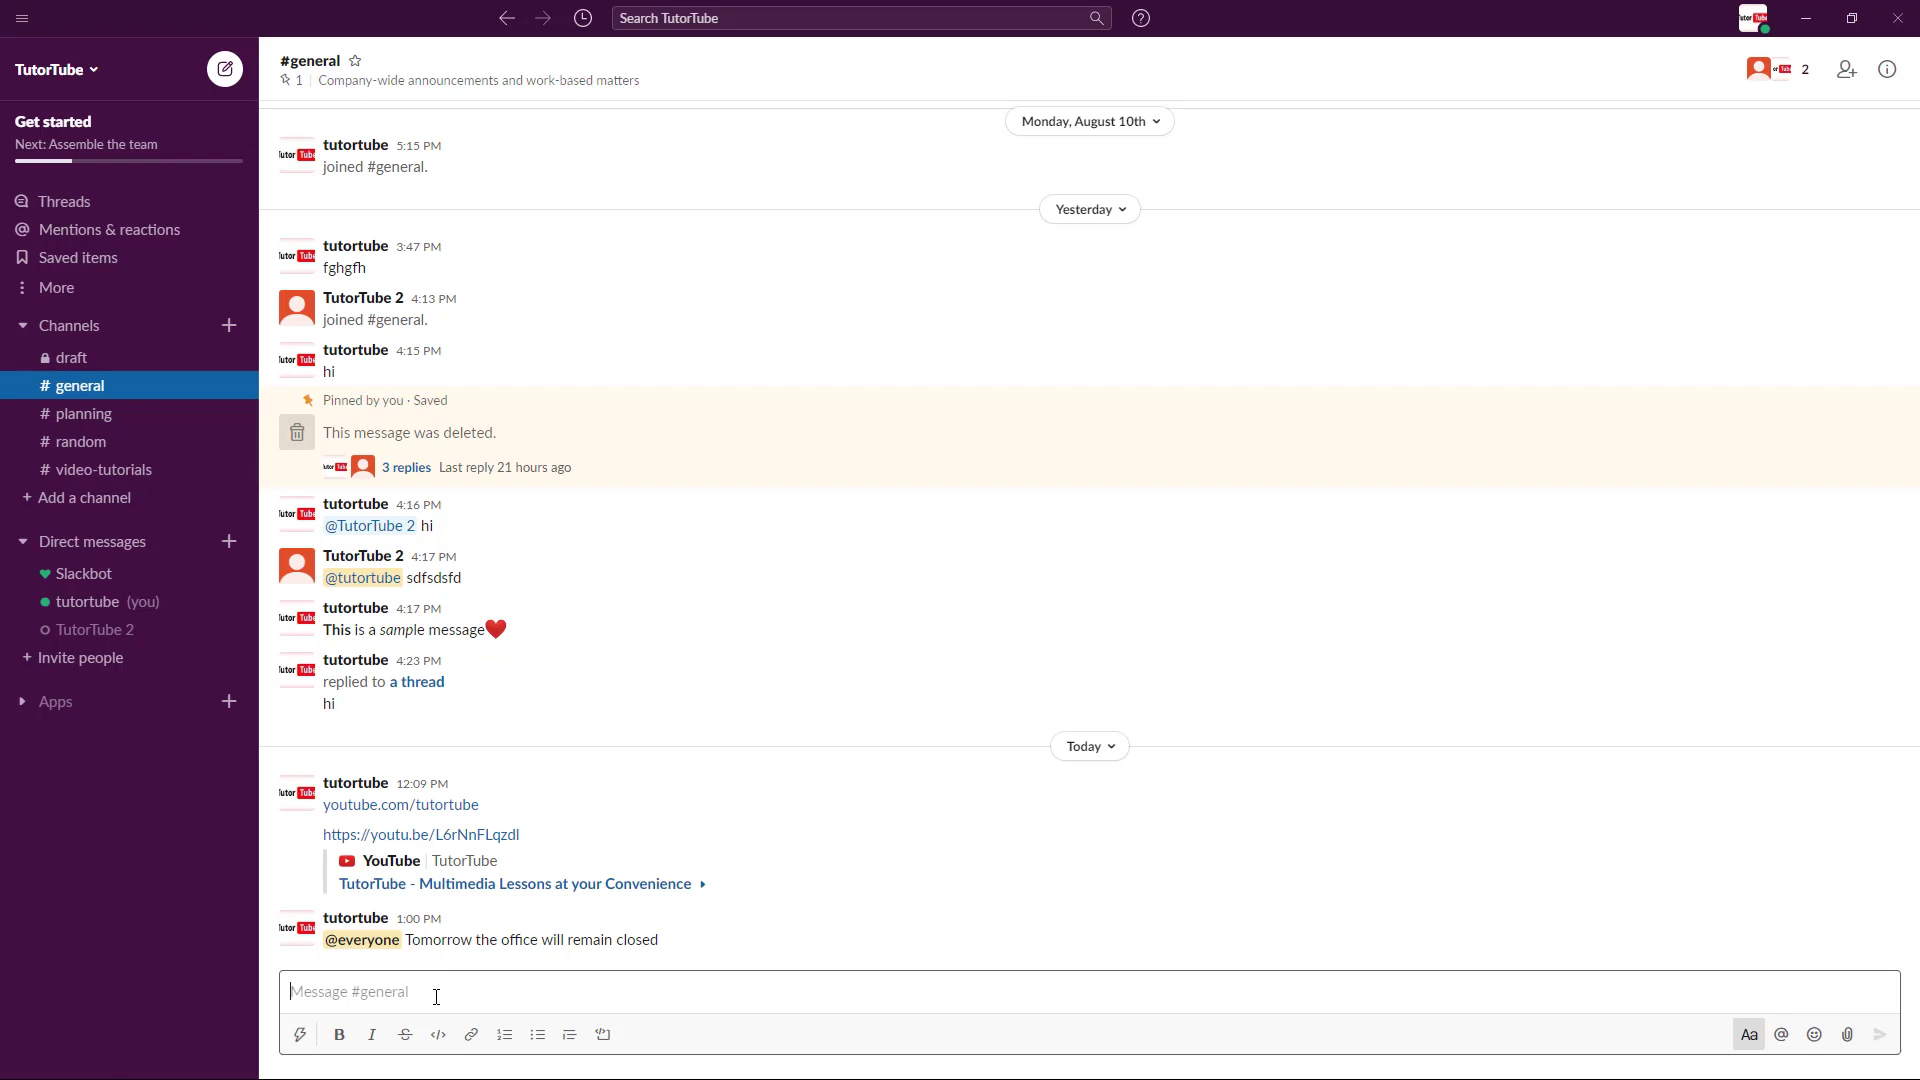 Search TutorTube
TutorTube
Get started
Next: Assemble the team
Threads
Mentions & reactions
Saved items
More
Channels
draft
# general
# planning
# random
# video-tutorials
+ Add a channel
Direct messages
Slackbot
tutortube (you)
TutorTube 2
+ Invite people
Apps
#general
1 | Company-wide announcements and work-based matters
2
Monday, August 10th
tutortube 5:15 PM
joined #general.
Yesterday
tutortube 3:47 PM
fghgfh
TutorTube 2 4:13 PM
joined #general.
tutortube 4:15 PM
hi
Pinned by you · Saved
This message was deleted.
3 replies Last reply 21 hours ago
tutortube 4:16 PM
@TutorTube 2 hi
TutorTube 2 4:17 PM
@tutortube sdfsdsfd
tutortube 4:17 PM
This is a sample message
tutortube 4:23 PM
replied to a thread
hi
Today
tutortube 12:09 PM
youtube.com/tutortube
https://youtu.be/L6rNnFLqzdI
YouTube | TutorTube
TutorTube - Multimedia Lessons at your Convenience
tutortube 1:00 PM
@everyone Tomorrow the office will remain closed
Message #general
B I S Aa @